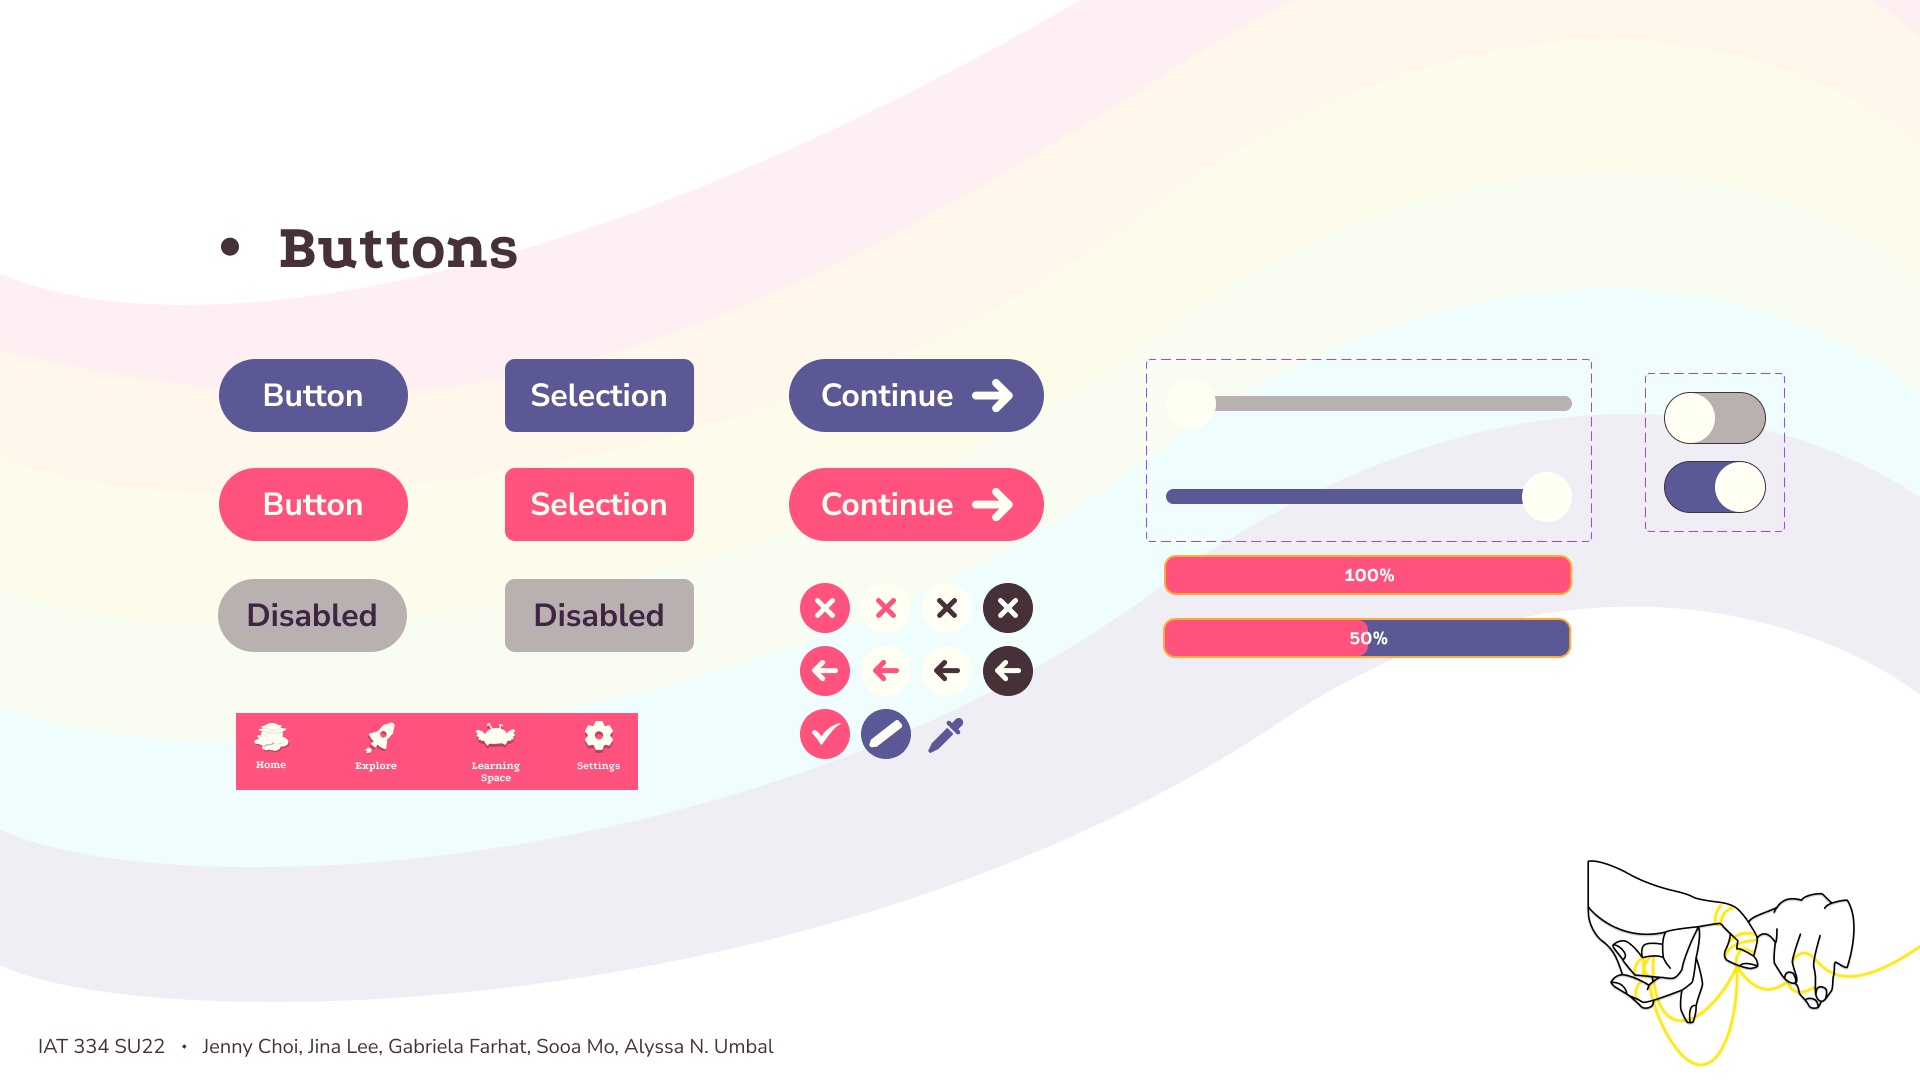 • Buttons
Button
Selection
Continue
Button
Selection
Continue
Disabled
Disabled
100%
50%
Home
Explore
Learning
Space
Settings
IAT 334 SU22 • Jenny Choi, Jina Lee, Gabriela Farhat, Sooa Mo, Alyssa N. Umbal